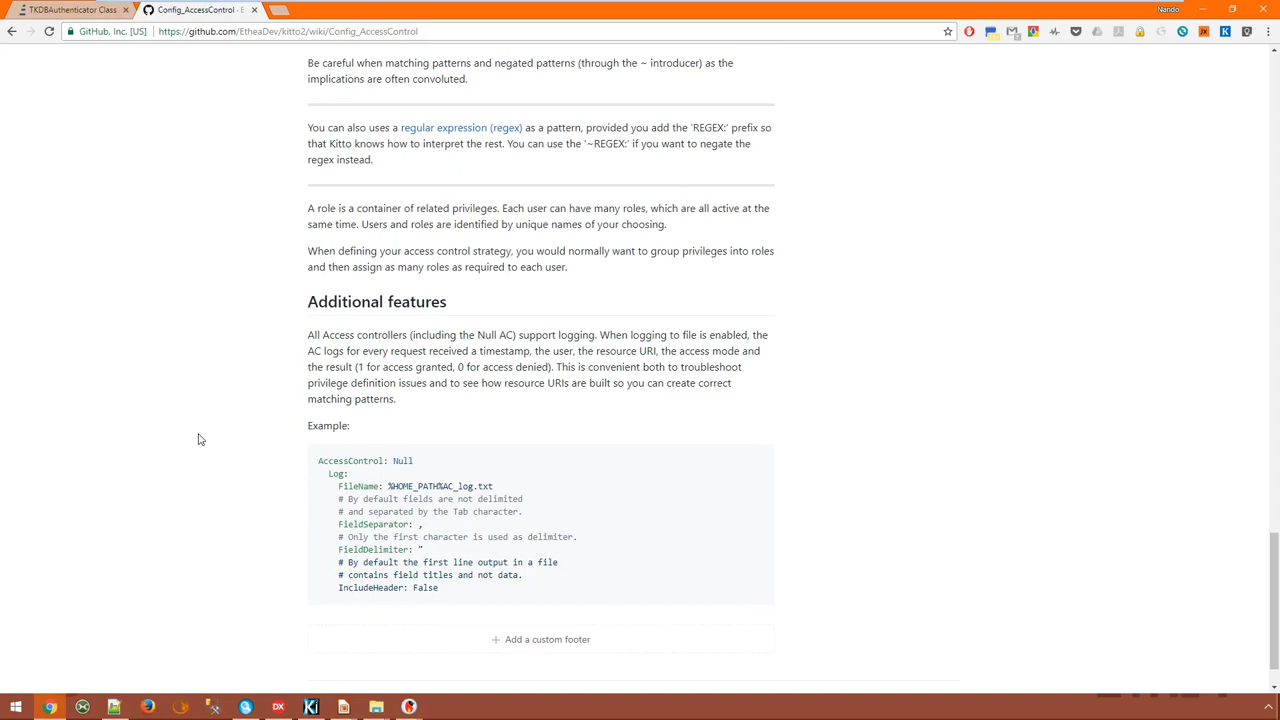 TKDBAuthenticator Class
Config_AccessControl · E
Nando
GitHub, Inc. [US]
https://github.com/EtheaDev/kitto2/wiki/Config_AccessControl
Be careful when matching patterns and negated patterns (through the ~ introducer) as the
implications are often convoluted.
You can also uses a regular expression (regex) as a pattern, provided you add the 'REGEX:' prefix so
that Kitto knows how to interpret the rest. You can use the '~REGEX:' if you want to negate the
regex instead.
A role is a container of related privileges. Each user can have many roles, which are all active at the
same time. Users and roles are identified by unique names of your choosing.
When defining your access control strategy, you would normally want to group privileges into roles
and then assign as many roles as required to each user.
Additional features
All Access controllers (including the Null AC) support logging. When logging to file is enabled, the
AC logs for every request received a timestamp, the user, the resource URI, the access mode and
the result (1 for access granted, 0 for access denied). This is convenient both to troubleshoot
privilege definition issues and to see how resource URIs are built so you can create correct
matching patterns.
Example:
AccessControl: Null
Log:
FileName: %HOME_PATH%AC_log.txt
# By default fields are not delimited
# and separated by the Tab character.
FieldSeparator: ,
# Only the first character is used as delimiter.
FieldDelimiter: "
# By default the first line output in a file
# contains field titles and not data.
IncludeHeader: False
+ Add a custom footer
DX
Ki